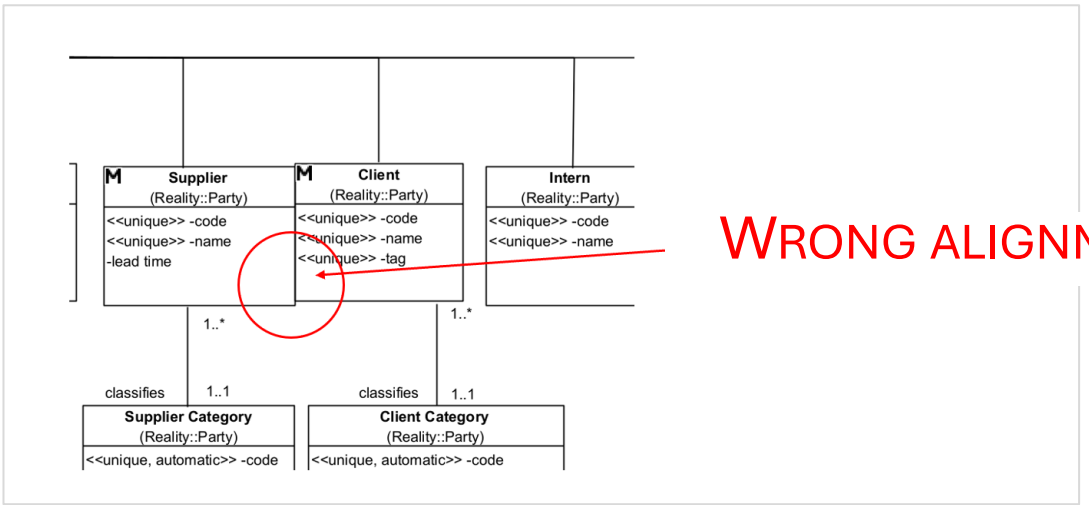 M Supplier
(Reality::Party)
<<unique>> -code
<<unique>> -name
-lead time
M Client
(Reality::Party)
<<unique>> -code
<<unique>> -name
<<unique>> -tag
Intern
(Reality::Party)
<<unique>> -code
<<unique>> -name
WRONG ALIGNM
1..*
1..*
classifies 1..1
classifies 1..1
Supplier Category
(Reality::Party)
<<unique, automatic>> -code
Client Category
(Reality::Party)
<<unique, automatic>> -code